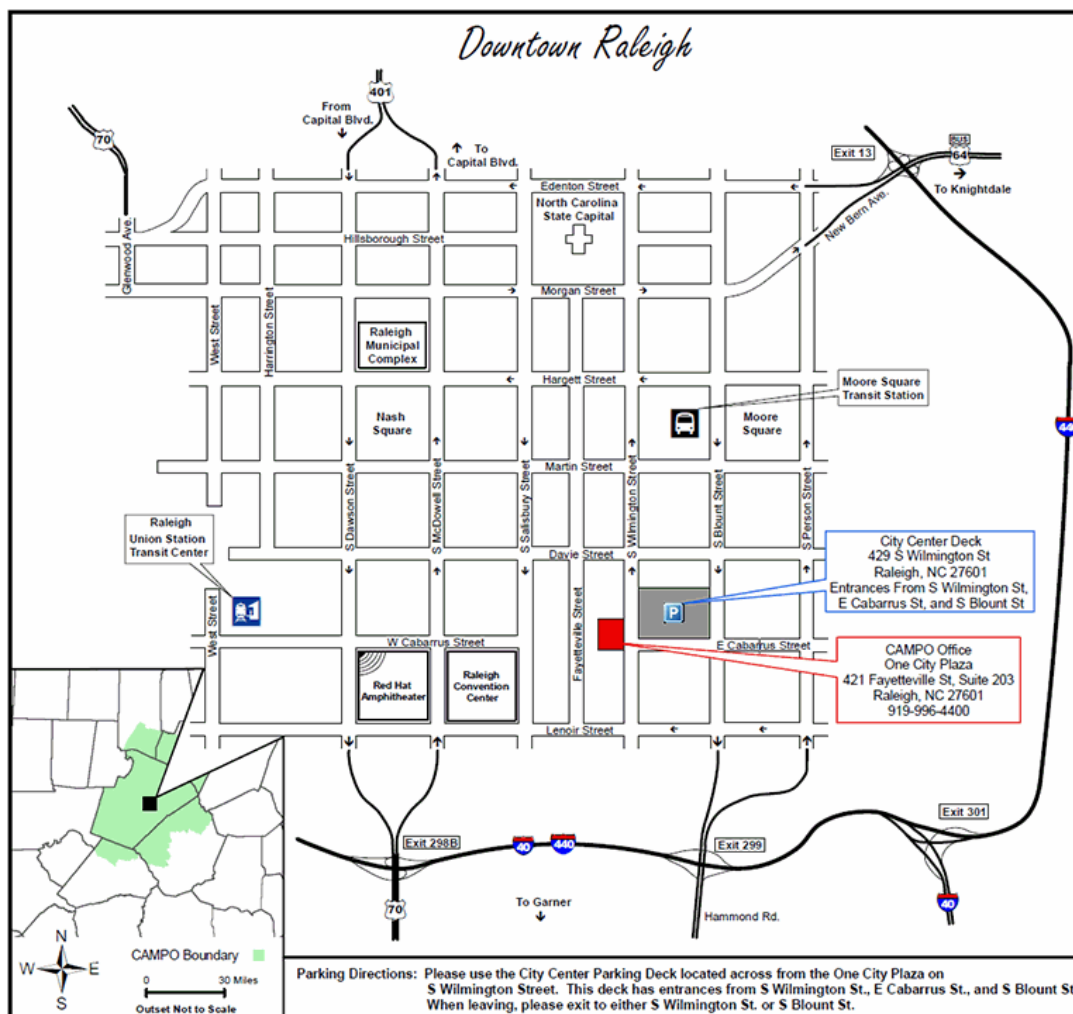 Downtown Raleigh
401
From
Capital Blvd.
To
Capital Blvd.
70
Exit 13
BUS
64
To Knightdale
Edenton Street
North Carolina
State Capital
New Bern Ave.
Glenwood Ave.
Hillsborough Street
Morgan Street
West Street
Harrington Street
Raleigh
Municipal
Complex
Hargett Street
Moore Square
Transit Station
Nash
Square
Moore
Square
440
Martin Street
S Dawson Street
S McDowell Street
S Salisbury Street
S Wilmington Street
S Blount Street
S Person Street
Raleigh
Union Station
Transit Center
Davie Street
City Center Deck
429 S Wilmington St
Raleigh, NC 27601
Entrances From S Wilmington St,
E Cabarrus St, and S Blount St
P
West Street
Fayetteville Street
W Cabarrus Street
E Cabarrus Street
CAMPO Office
One City Plaza
421 Fayetteville St, Suite 203
Raleigh, NC 27601
919-996-4400
Red Hat
Amphitheater
Raleigh
Convention
Center
Lenoir Street
Exit 298B
40
440
Exit 299
Exit 301
70
To Garner
Hammond Rd.
40
N
W
E
S
CAMPO Boundary
0
30 Miles
Outset Not to Scale
Parking Directions: Please use the City Center Parking Deck located across from the One City Plaza on
S Wilmington Street. This deck has entrances from S Wilmington St., E Cabarrus St., and S Blount St
When leaving, please exit to either S Wilmington St. or S Blount St.